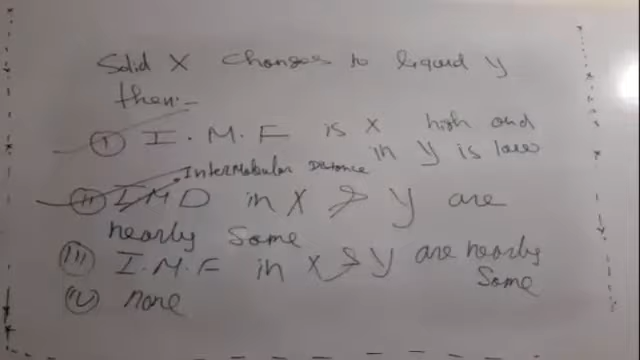 Solid X changes to liquid y
then:-
(I) I.M.F is X high and
in y is low
Intermolecular Distance
(II) IMD in X & y are
nearly Same
(III) I.M.F in X & y are nearly
Same
(IV) none